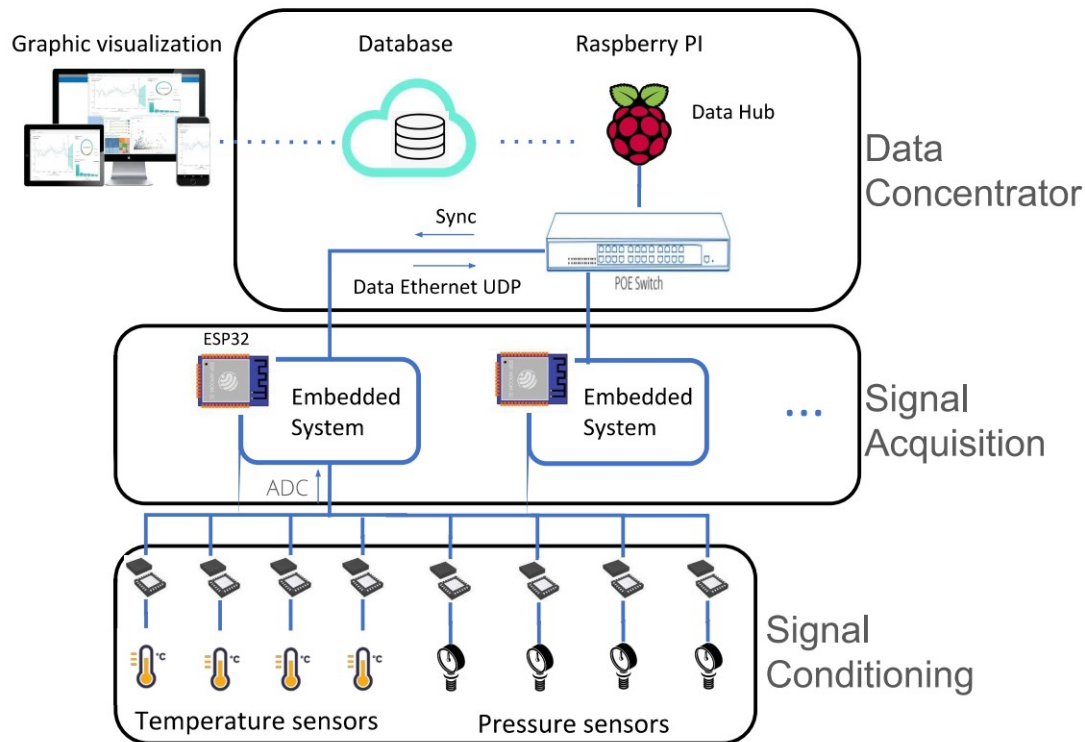 Graphic visualization
Database
Raspberry PI
Data Hub
Data
Concentrator
Sync
Data Ethernet UDP
POE Switch
ESP32
Embedded
System
Embedded
System
...
Signal
Acquisition
ADC
°C
°C
°C
°C
Signal
Conditioning
Temperature sensors
Pressure sensors